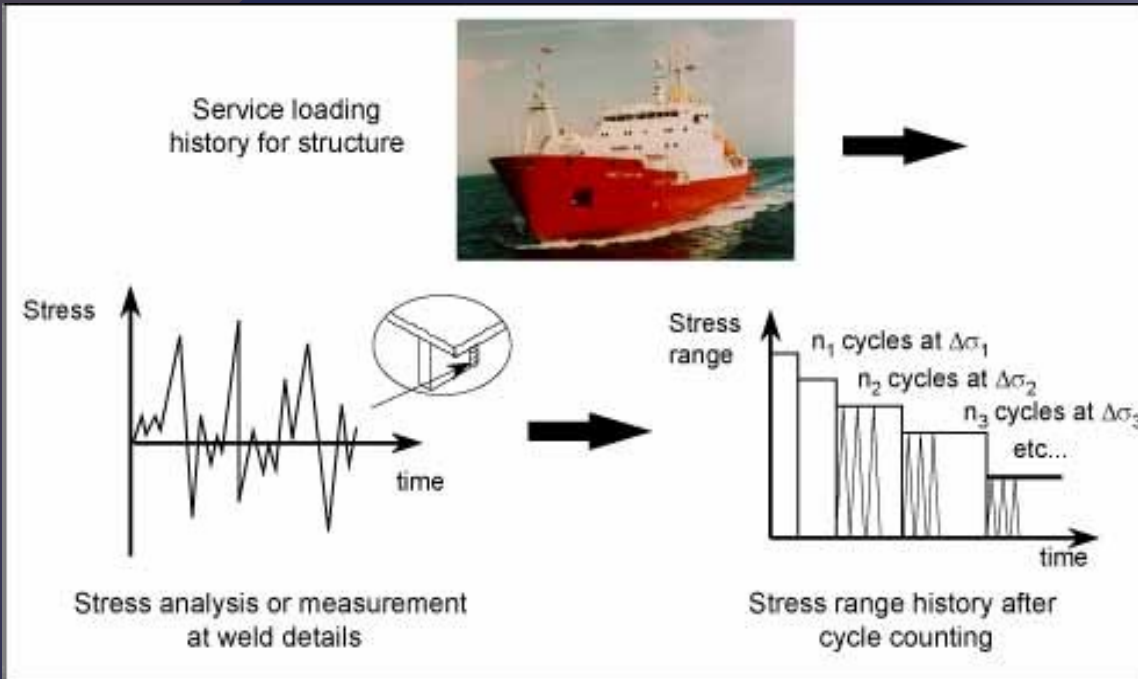 Service loading
history for structure
Stress
time
Stress analysis or measurement
at weld details
Stress
range
n₁ cycles at Δσ₁
n₂ cycles at Δσ₂
n₃ cycles at Δσ₃
etc...
time
Stress range history after
cycle counting